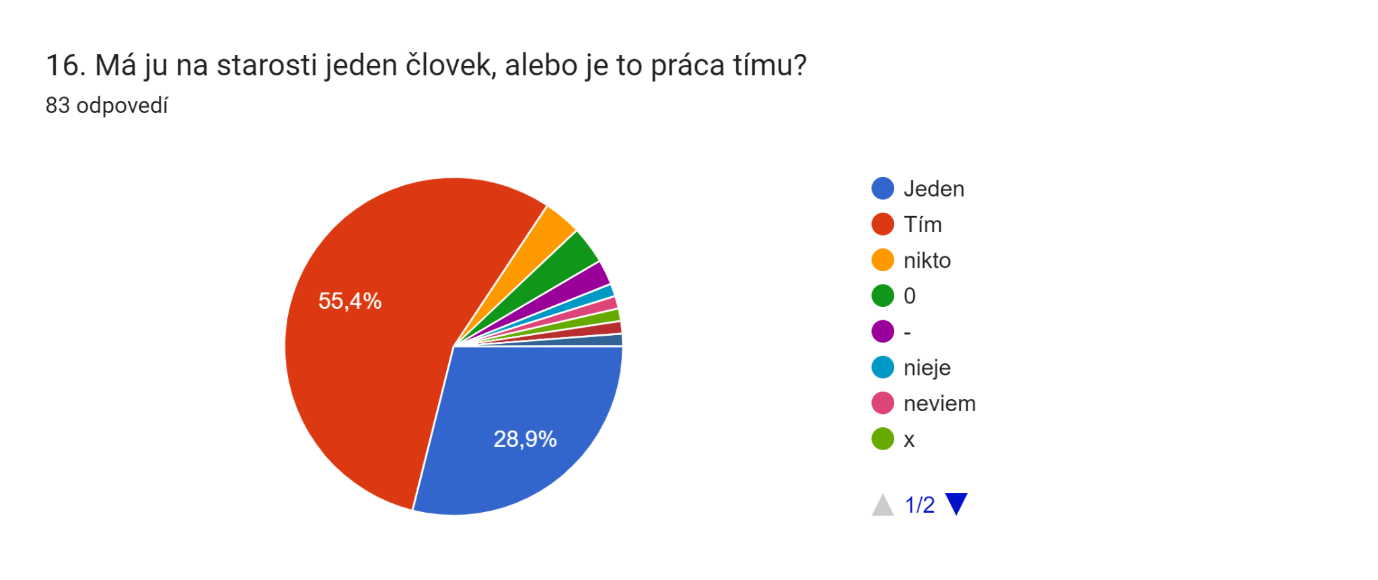 16. Má ju na starosti jeden človek, alebo je to práca tímu?
83 odpovedí
55,4%
28,9%
Jeden
Tím
nikto
0
-
nieje
neviem
x
1/2